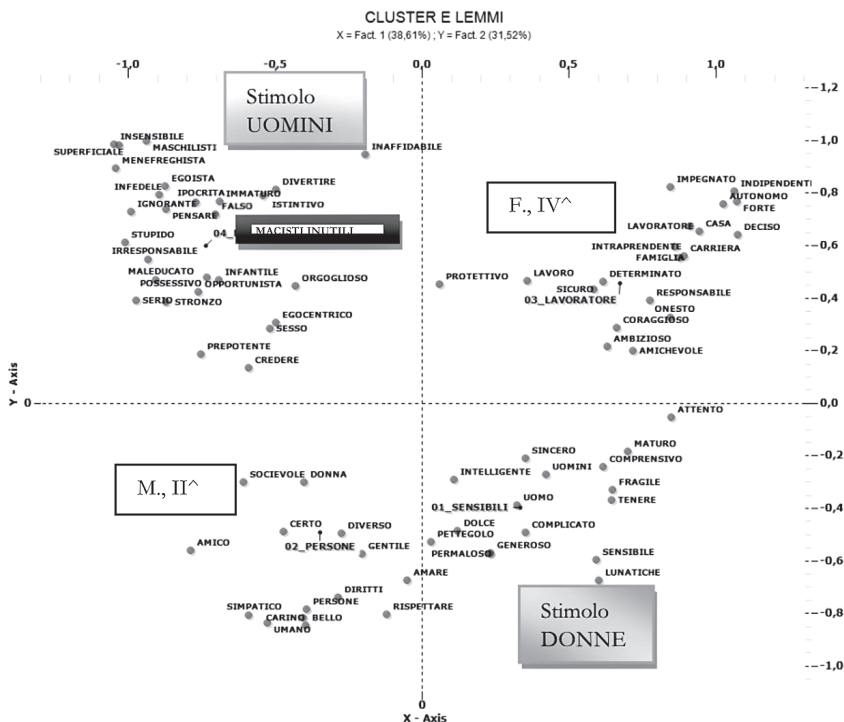 CLUSTER E LEMMI
X = Fact. 1 (38,61%) ; Y = Fact. 2 (31,52%)
-1,0 -0,5 0,0 0,5 1,0
1,2
Stimolo
UOMINI
1,0
INSENSIBILE
MASCHILISTI
SUPERFICIALE
INAFFIDABILE
MENEFREGHISTA
EGOISTA
DIVERTIRE
IMPEGNATO
INDIPENDENTI
INFEDELE
IPOCRITA IMMATURO
0,8
F., IV^
AUTONOMO
IGNORANTE
FALSO
ISTINTIVO
FORTE
PENSARE
LAVORATORE
CASA
DECISO
STUPIDO
04_
MACISTI INUTILI
0,6
IRRESPONSABILE
INTRAPRENDENTE
CARRIERA
FAMIGLIA
MALEDUCATO
INFANTILE
ORGOGLIOSO
PROTETTIVO
LAVORO
DETERMINATO
POSSESSIVO
OPPORTUNISTA
SICURO
RESPONSABILE
SERIO
STRONZO
03_LAVORATORE
0,4
ONESTO
EGOCENTRICO
CORAGGIOSO
SESSO
AMBIZIOSO
PREPOTENTE
AMICHEVOLE
0,2
CREDERE
Y - Axis
0
0,0
ATTENTO
MATURO
SINCERO
-0,2
COMPRENSIVO
M., II^
SOCIEVOLE
DONNA
INTELLIGENTE
UOMINI
FRAGILE
UOMO
TENERE
01_SENSIBILI
-0,4
CERTO
DIVERSO
DOLCE
COMPLICATO
PETTEGOLO
AMICO
02_PERSONE
GENTILE
PERMALOSO
GENEROSO
SENSIBILE
-0,6
AMARE
LUNATICHE
DIRITTI
SIMPATICO
PERSONE
RISPETTARE
Stimolo
DONNE
-0,8
CARINO
BELLO
UMANO
-1,0
0
X - Axis